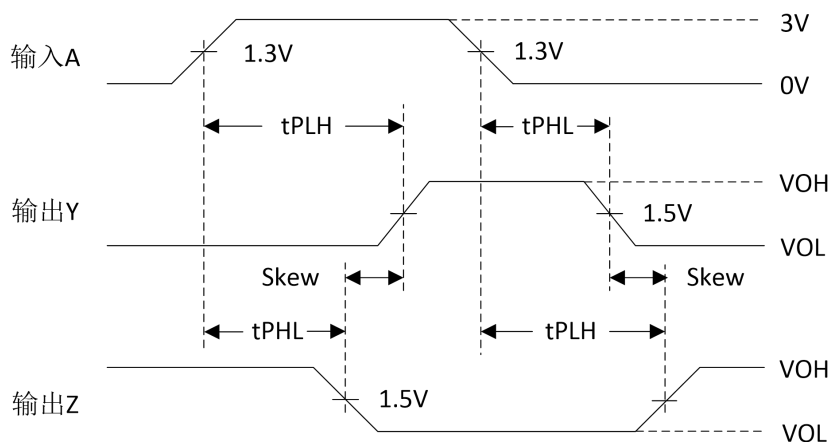 3V
输入A
1.3V
1.3V
0V
tPLH
tPHL
VOH
输出Y
1.5V
VOL
Skew
Skew
tPHL
tPLH
VOH
输出Z
1.5V
VOL